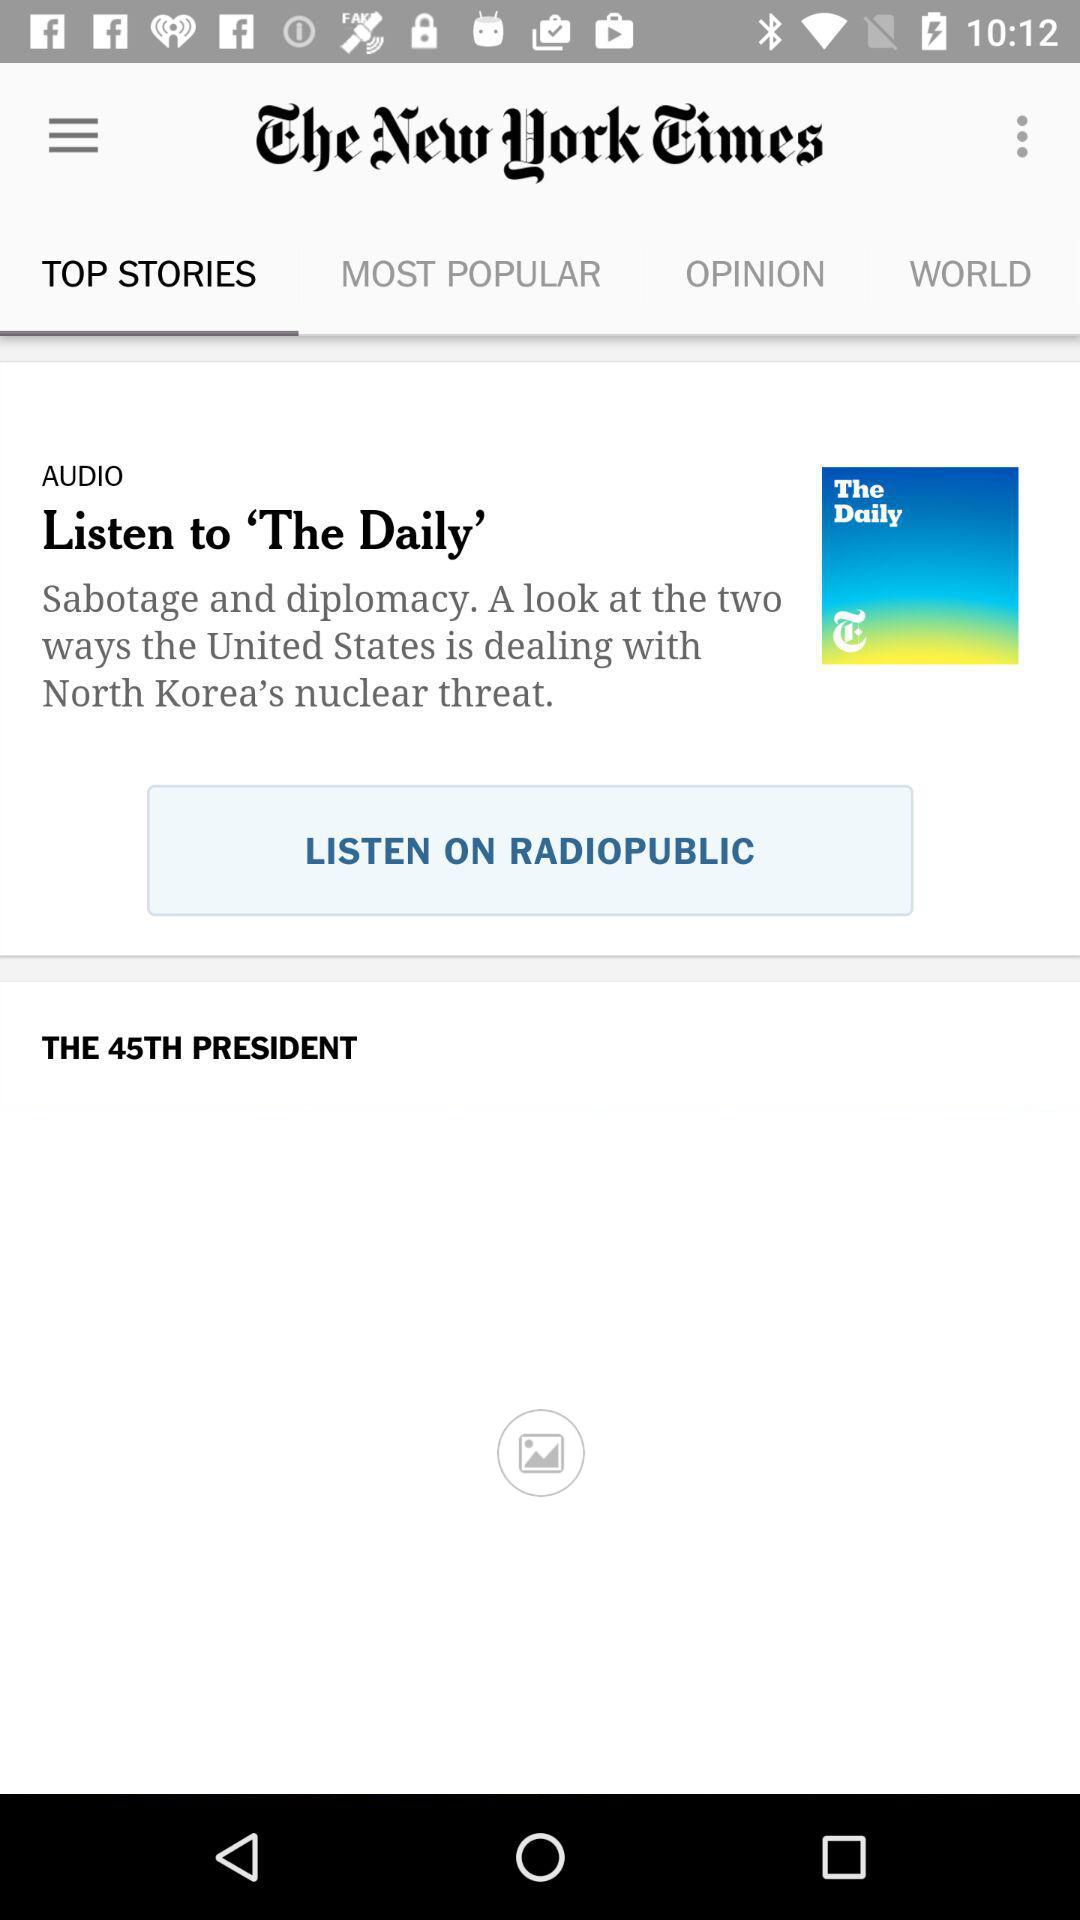 FAKE
10:12
The New York Times
TOP STORIES
MOST POPULAR
OPINION
WORLD
AUDIO
Listen to ‘The Daily’
Sabotage and diplomacy. A look at the two
ways the United States is dealing with
North Korea’s nuclear threat.
The
Daily
T
LISTEN ON RADIOPUBLIC
THE 45TH PRESIDENT